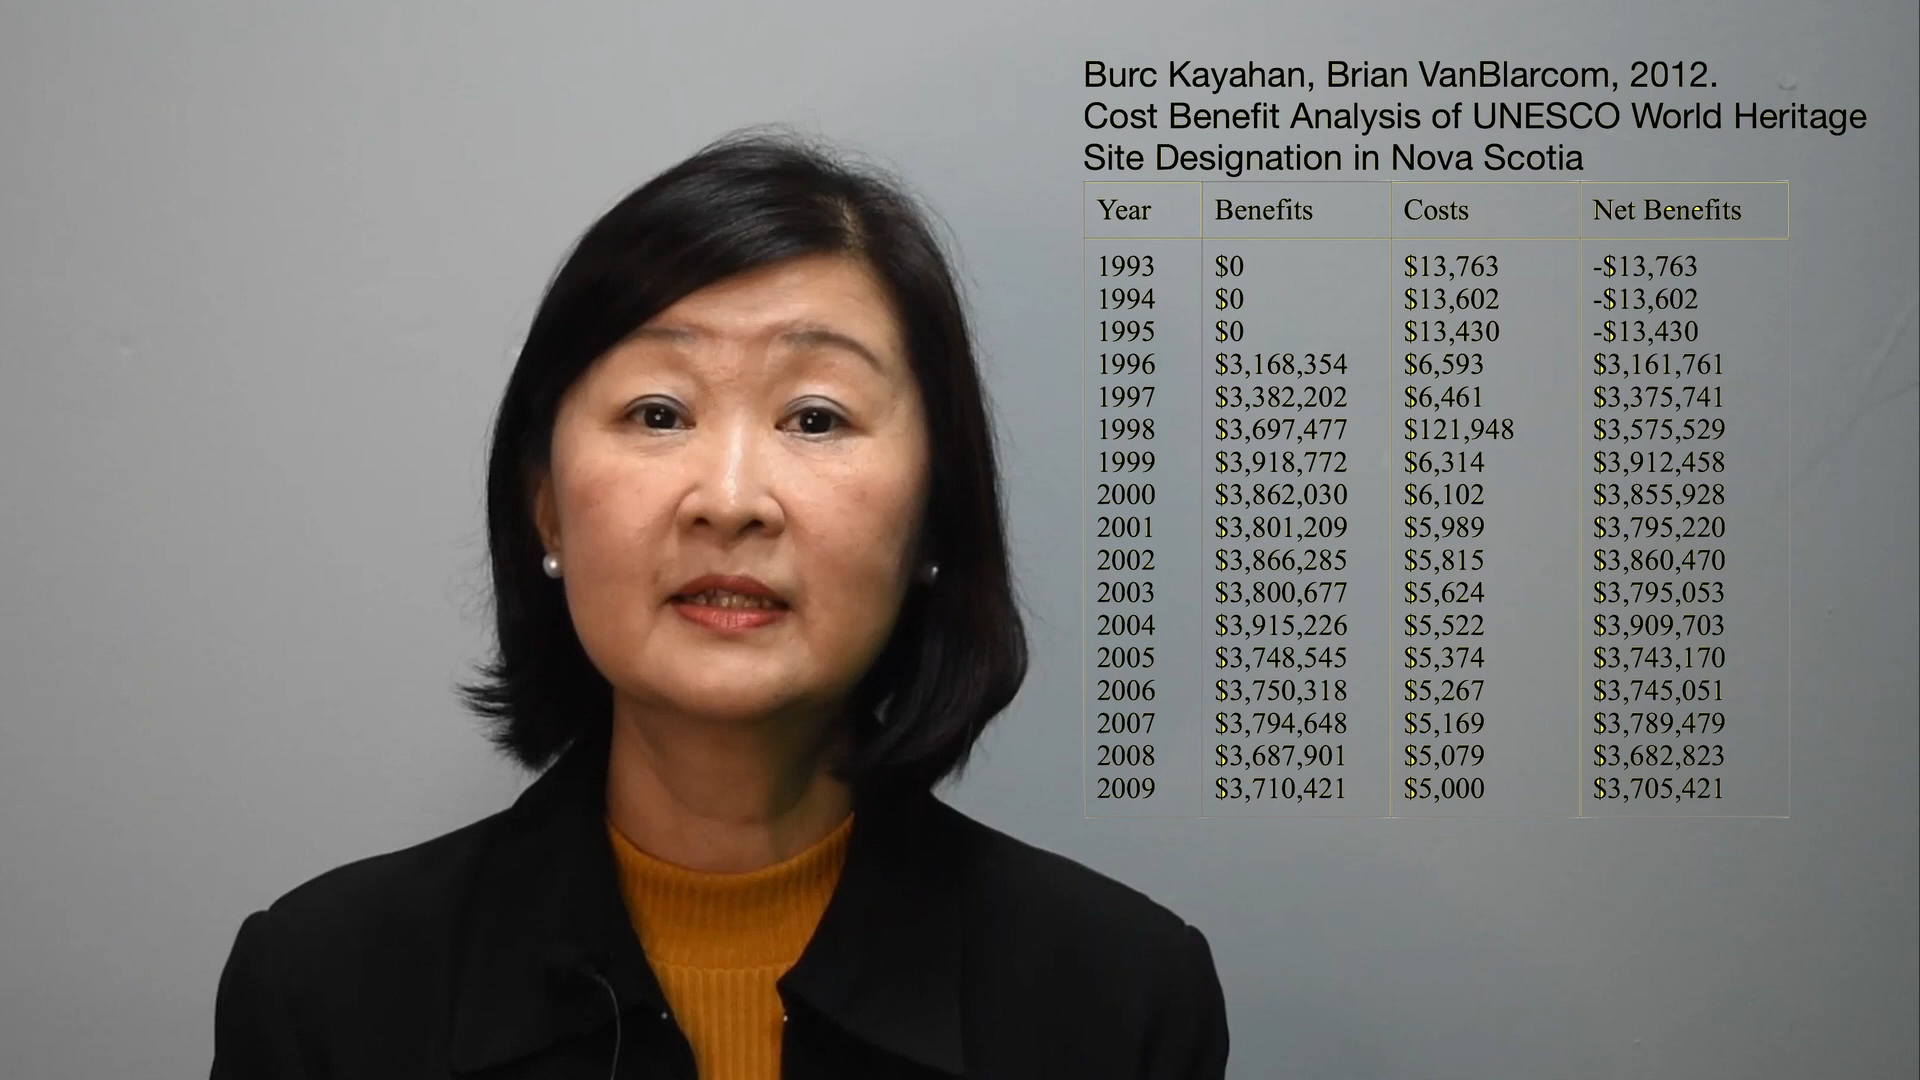 Burc Kayahan, Brian VanBlarcom, 2012.
Cost Benefit Analysis of UNESCO World Heritage
Site Designation in Nova Scotia
Year Benefits Costs Net Benefits
1993 $0 $13,763 -$13,763
1994 $0 $13,602 -$13,602
1995 $0 $13,430 -$13,430
1996 $3,168,354 $6,593 $3,161,761
1997 $3,382,202 $6,461 $3,375,741
1998 $3,697,477 $121,948 $3,575,529
1999 $3,918,772 $6,314 $3,912,458
2000 $3,862,030 $6,102 $3,855,928
2001 $3,801,209 $5,989 $3,795,220
2002 $3,866,285 $5,815 $3,860,470
2003 $3,800,677 $5,624 $3,795,053
2004 $3,915,226 $5,522 $3,909,703
2005 $3,748,545 $5,374 $3,743,170
2006 $3,750,318 $5,267 $3,745,051
2007 $3,794,648 $5,169 $3,789,479
2008 $3,687,901 $5,079 $3,682,823
2009 $3,710,421 $5,000 $3,705,421